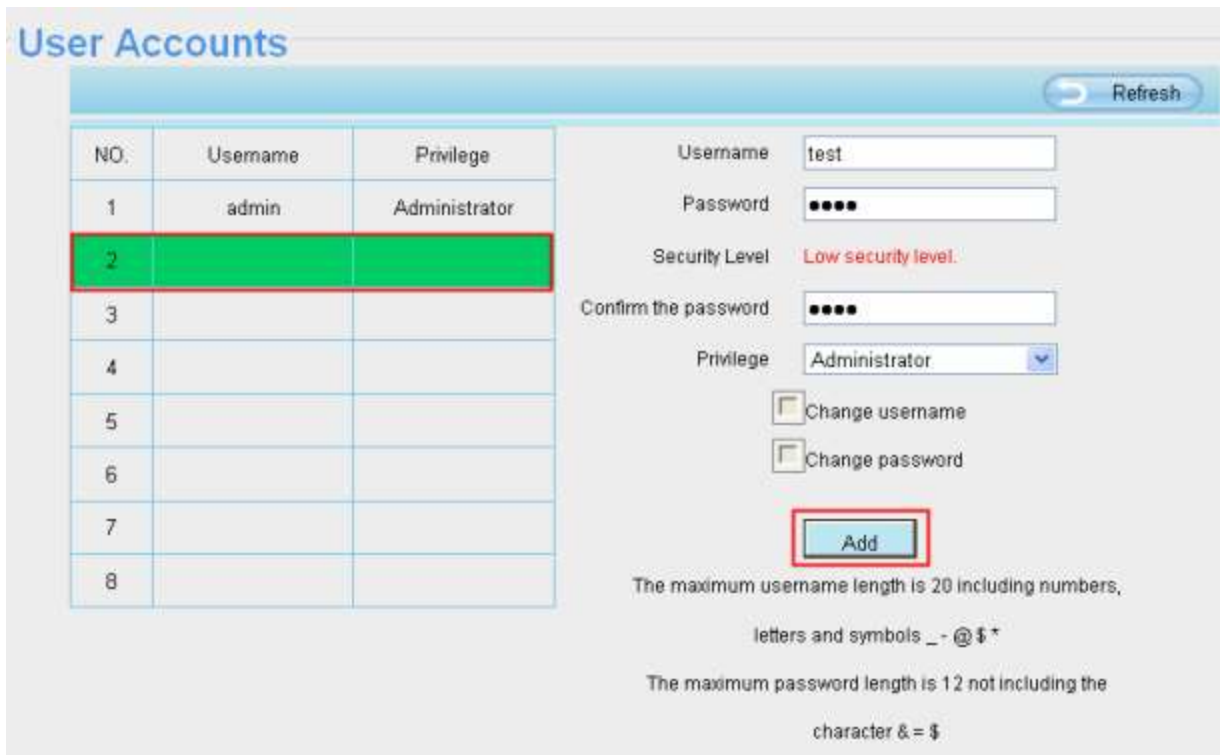 User Accounts
Refresh
NO. Username Privilege
1 admin Administrator
2
3
4
5
6
7
8
Username test
Password ●●●●
Security Level Low security level.
Confirm the password ●●●●
Privilege Administrator
Change username
Change password
Add
The maximum username length is 20 including numbers,
letters and symbols _ - @ $ *
The maximum password length is 12 not including the
character & = $